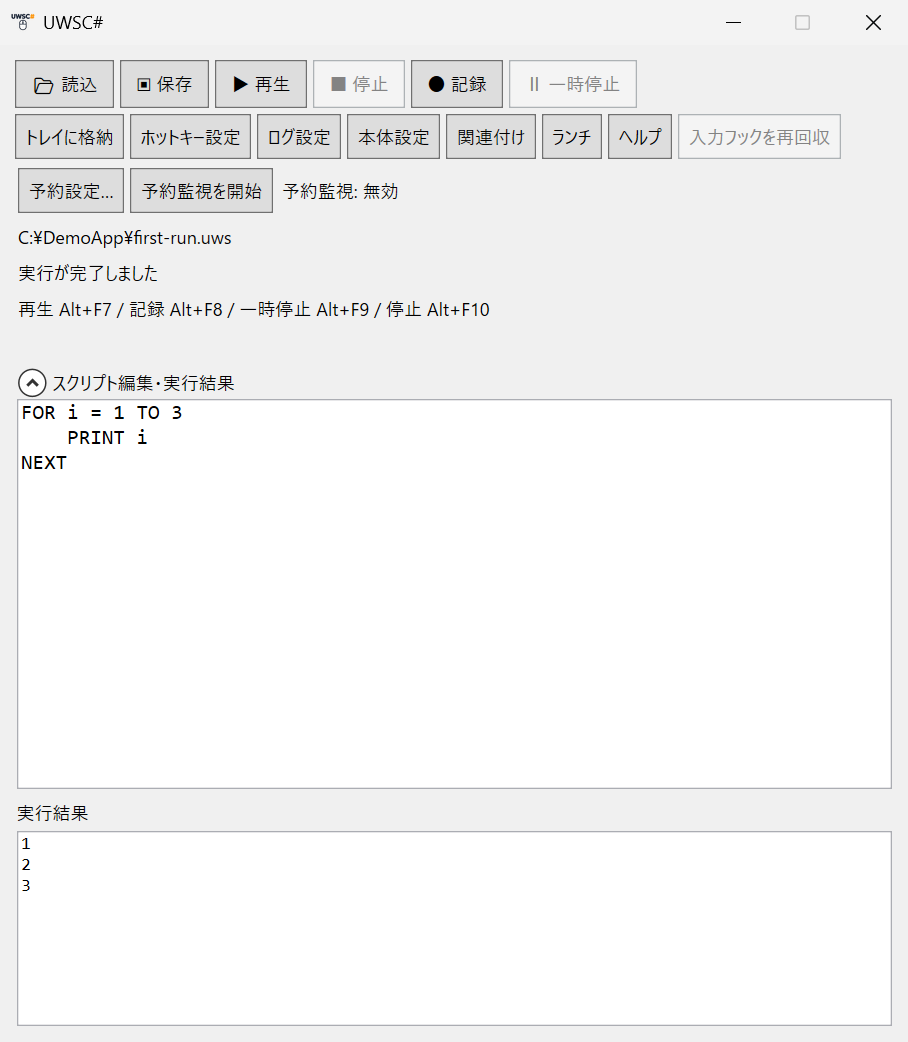 UWSC# UWSC#
読込 保存 再生 停止 記録 一時停止
トレイに格納 ホットキー設定 ログ設定 本体設定 関連付け ランチ ヘルプ 入力フックを再回収
予約設定... 予約監視を開始 予約監視: 無効
C:¥DemoApp¥first-run.uws
実行が完了しました
再生 Alt+F7 / 記録 Alt+F8 / 一時停止 Alt+F9 / 停止 Alt+F10
スクリプト編集・実行結果
FOR i = 1 TO 3
    PRINT i
NEXT
実行結果
1
2
3